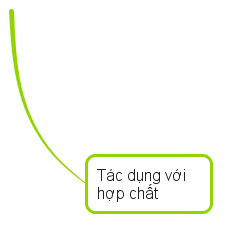 Tác dụng với
hợp chất